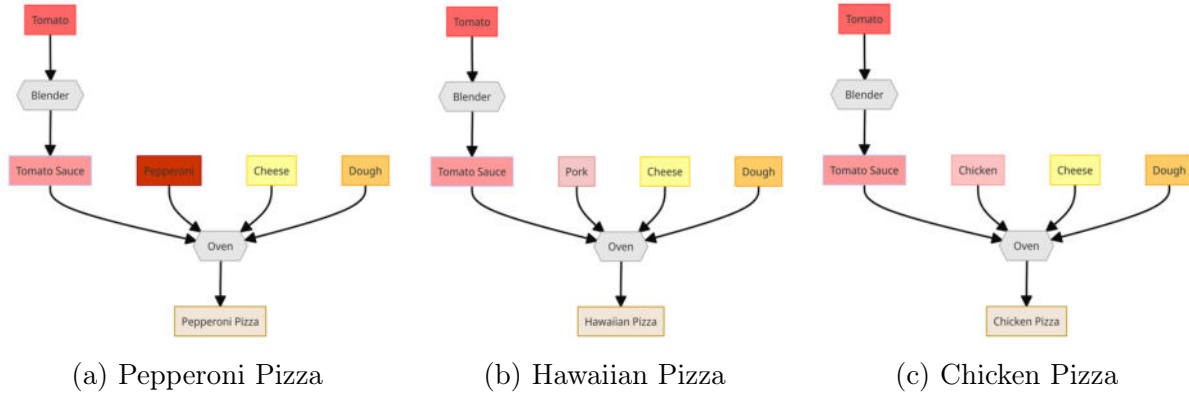 Tomato
Blender
Tomato Sauce
Pepperoni
Cheese
Dough
Oven
Pepperoni Pizza
(a) Pepperoni Pizza
Tomato
Blender
Tomato Sauce
Pork
Cheese
Dough
Oven
Hawaiian Pizza
(b) Hawaiian Pizza
Tomato
Blender
Tomato Sauce
Chicken
Cheese
Dough
Oven
Chicken Pizza
(c) Chicken Pizza